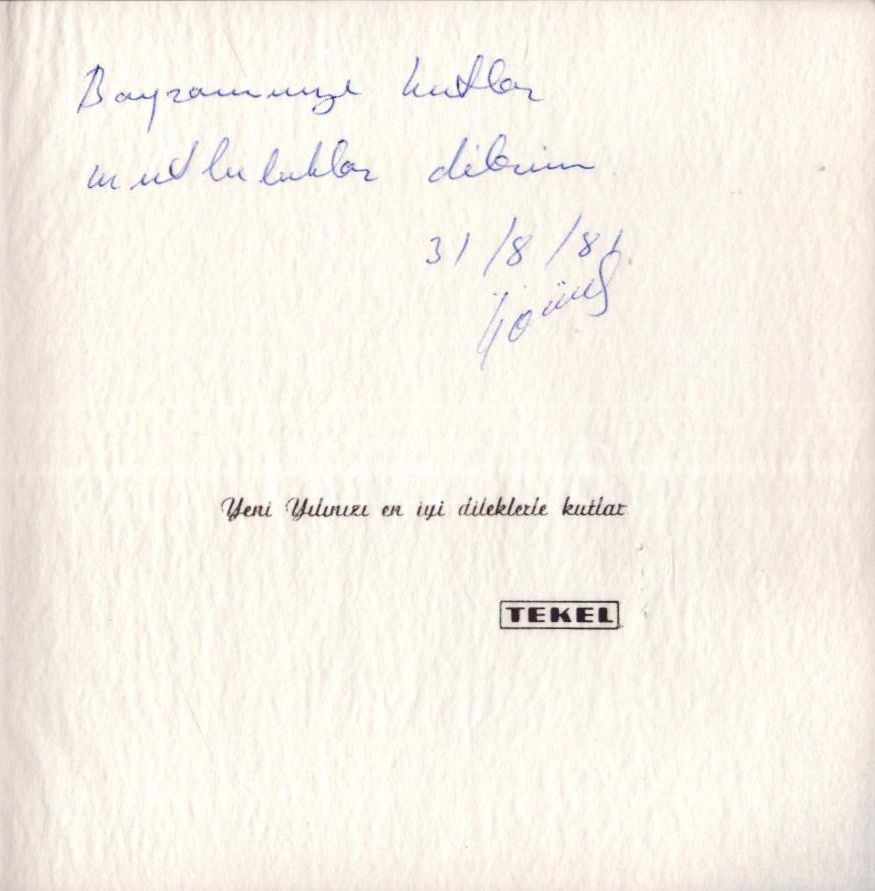 Bayramınızı kutlar
mutluluklar dilerim
31/8/81
Yeni Yılınızı en iyi dileklerle kutlar
TEKEL